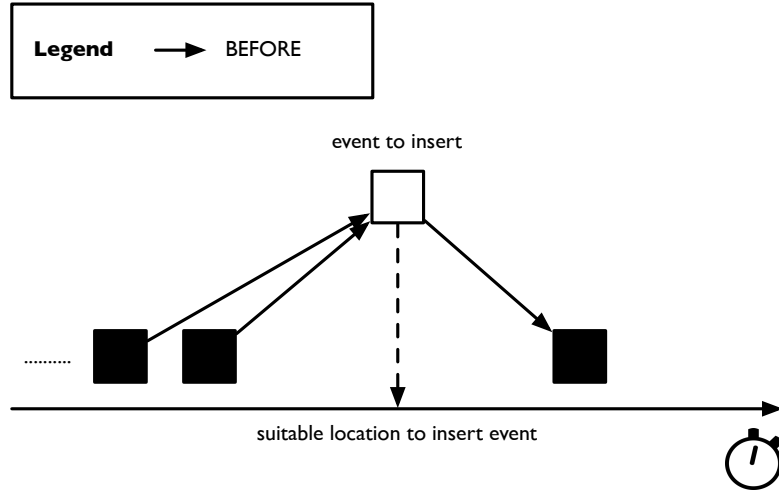 Legend BEFORE
event to insert
..........
suitable location to insert event